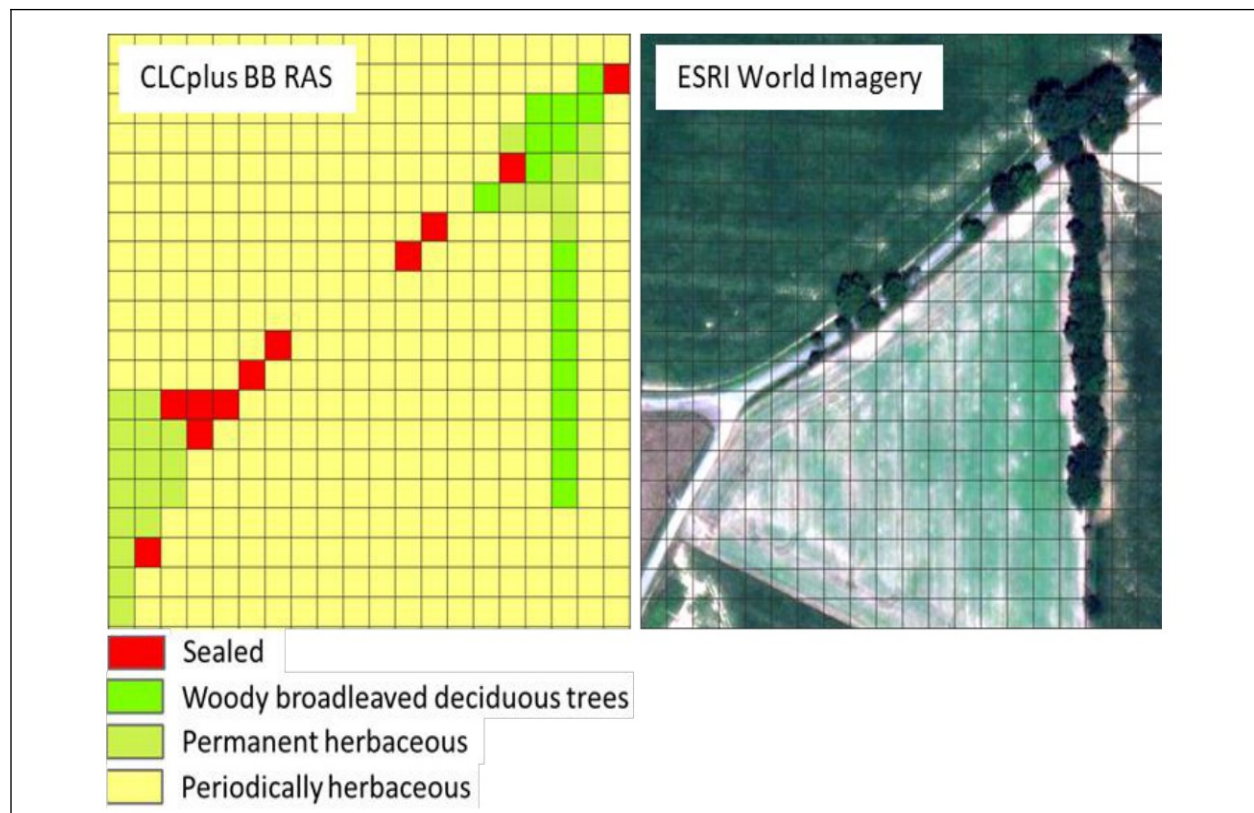 CLCplus BB RAS
ESRI World Imagery
Sealed
Woody broadleaved deciduous trees
Permanent herbaceous
Periodically herbaceous